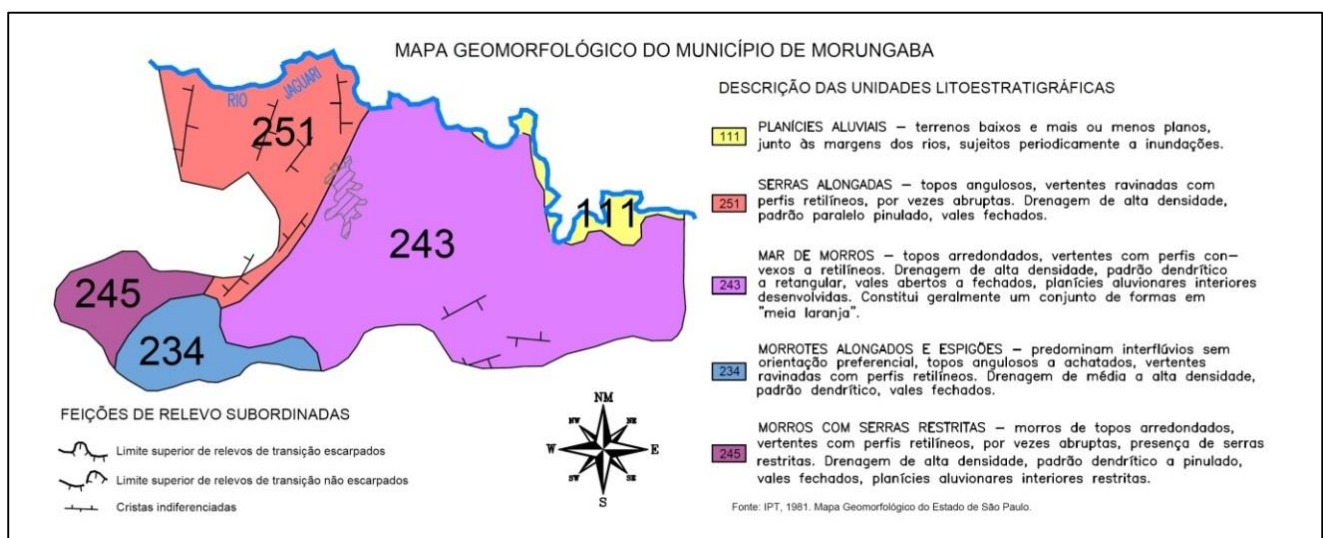 MAPA GEOMORFOLÓGICO DO MUNICÍPIO DE MORUNGABA
RIO JAGUARI
251
243
111
245
234
DESCRIÇÃO DAS UNIDADES LITOESTRATIGRÁFICAS
111 PLANÍCIES ALUVIAIS – terrenos baixos e mais ou menos planos,
junto às margens dos rios, sujeitos periodicamente a inundações.
251 SERRAS ALONGADAS – topos angulosos, vertentes ravinadas com
perfis retilíneos, por vezes abruptas. Drenagem de alta densidade,
padrão paralelo pinulado, vales fechados.
243 MAR DE MORROS – topos arredondados, vertentes com perfis con-
vexos a retilíneos. Drenagem de alta densidade, padrão dendrítico
a retangular, vales abertos a fechados, planícies aluvionares interiores
desenvolvidas. Constitui geralmente um conjunto de formas em
"meia laranja".
234 MORROTES ALONGADOS E ESPIGÕES – predominam interflúvios sem
orientação preferencial, topos angulosos a achatados, vertentes
ravinadas com perfis retilíneos. Drenagem de média a alta densidade,
padrão dendrítico, vales fechados.
245 MORROS COM SERRAS RESTRITAS – morros de topos arredondados,
vertentes com perfis retilíneos, por vezes abruptas, presença de serras
restritas. Drenagem de alta densidade, padrão dendrítico a pinulado,
vales fechados, planícies aluvionares interiores restritas.
Fonte: IPT, 1981. Mapa Geomorfológico do Estado de São Paulo.
FEIÇÕES DE RELEVO SUBORDINADAS
Limite superior de relevos de transição escarpados
Limite superior de relevos de transição não escarpados
Cristas indiferenciadas
NM
NW NE
W E
SW SE
S